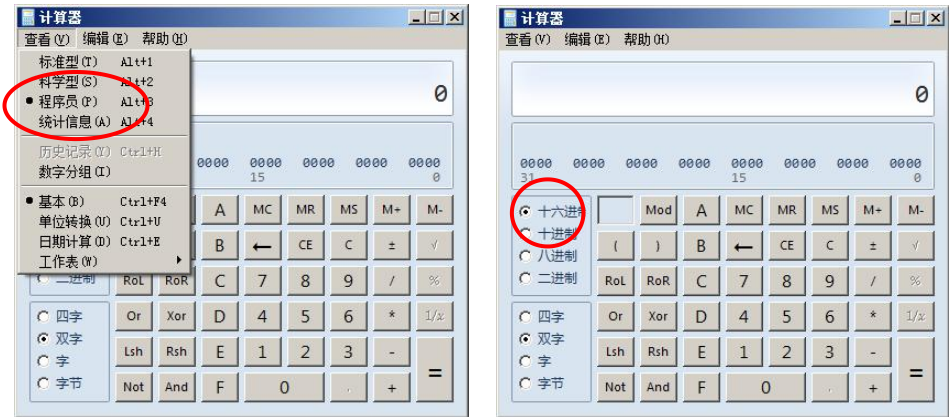 计算器
查看(V) 编辑(E) 帮助(H)
标准型(T) Alt+1
科学型(S) Alt+2
程序员(P) Alt+3
统计信息(A) Alt+4
历史记录(Y) Ctrl+H
数字分组(I)
基本(B) Ctrl+F4
单位转换(U) Ctrl+U
日期计算(D) Ctrl+E
工作表(W)
0
0000 0000 0000 0000 0000
15 0
A MC MR MS M+ M-
B ← CE C ± √
二进制 RoL RoR C 7 8 9 / %
四字 Or Xor D 4 5 6 * 1/x
双字
字 Lsh Rsh E 1 2 3 - =
字节 Not And F 0 . +
计算器
查看(V) 编辑(E) 帮助(H)
0
0000 0000 0000 0000 0000 0000 0000 0000
31 15 0
十六进制 Mod A MC MR MS M+ M-
十进制
八进制 ( ) B ← CE C ± √
二进制 RoL RoR C 7 8 9 / %
四字 Or Xor D 4 5 6 * 1/x
双字
字 Lsh Rsh E 1 2 3 - =
字节 Not And F 0 . +